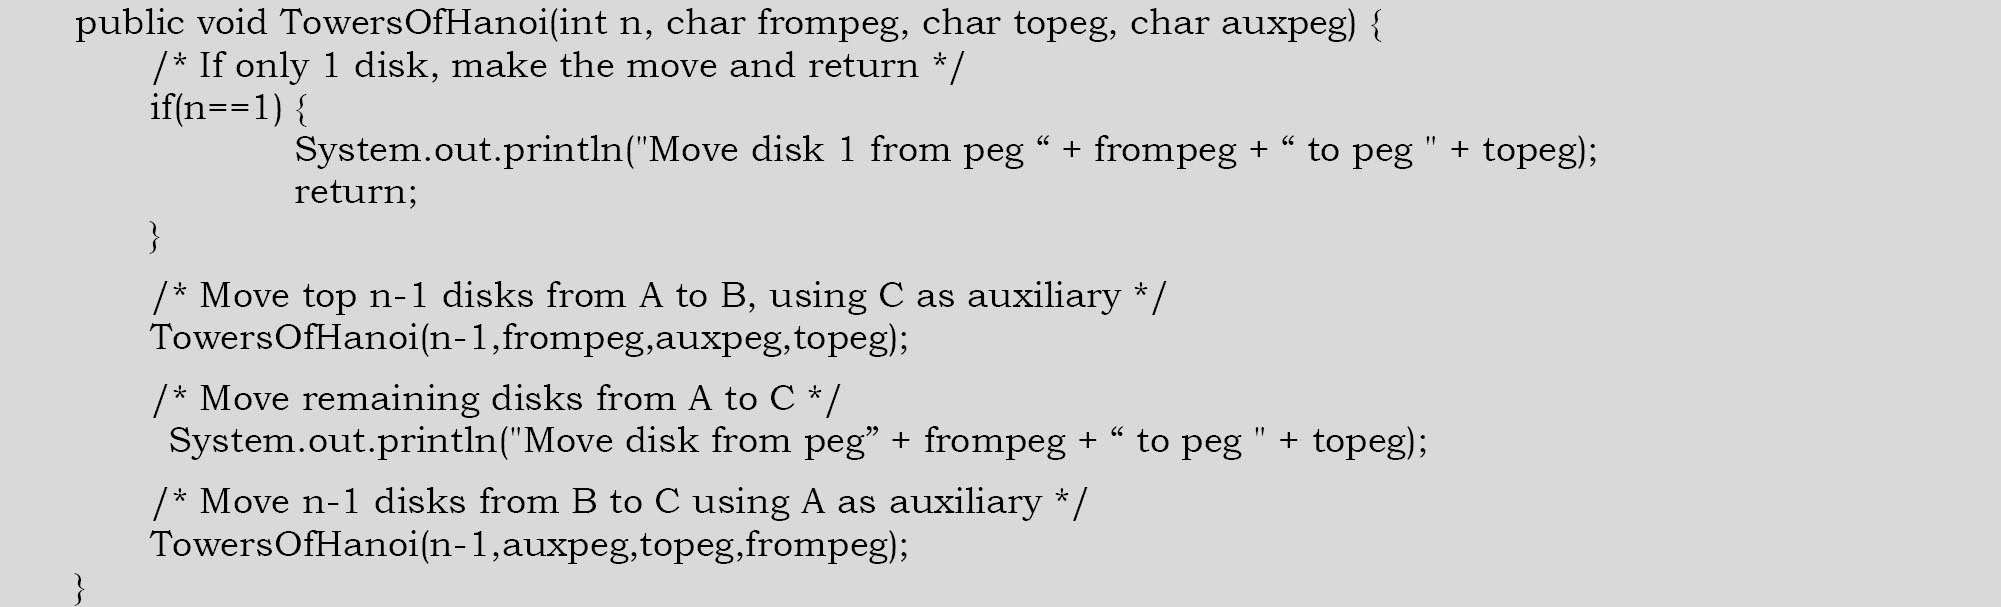 public void TowersOfHanoi(int n, char frompeg, char topeg, char auxpeg) {
/* If only 1 disk, make the move and return */
if(n==1) {
System.out.println("Move disk 1 from peg “ + frompeg + “ to peg " + topeg);
return;
}
/* Move top n-1 disks from A to B, using C as auxiliary */
TowersOfHanoi(n-1,frompeg,auxpeg,topeg);
/* Move remaining disks from A to C */
System.out.println("Move disk from peg” + frompeg + “ to peg " + topeg);
/* Move n-1 disks from B to C using A as auxiliary */
TowersOfHanoi(n-1,auxpeg,topeg,frompeg);
}